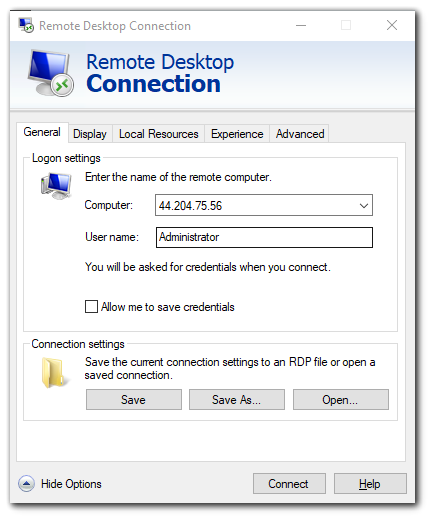 Remote Desktop Connection
Remote Desktop
Connection
General Display Local Resources Experience Advanced
Logon settings
Enter the name of the remote computer.
Computer: 44.204.75.56
User name: Administrator
You will be asked for credentials when you connect.
Allow me to save credentials
Connection settings
Save the current connection settings to an RDP file or open a
saved connection.
Save Save As... Open...
Hide Options Connect Help